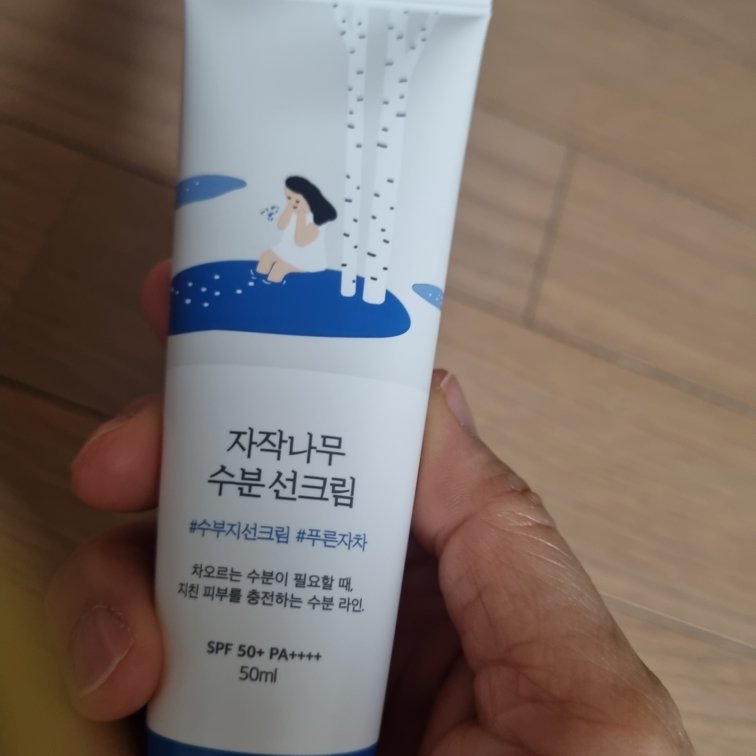 자작나무
수분 선크림
#수부지선크림 #푸른자차
차오르는 수분이 필요할 때,
지친 피부를 충전하는 수분 라인.
SPF 50+ PA++++
50ml